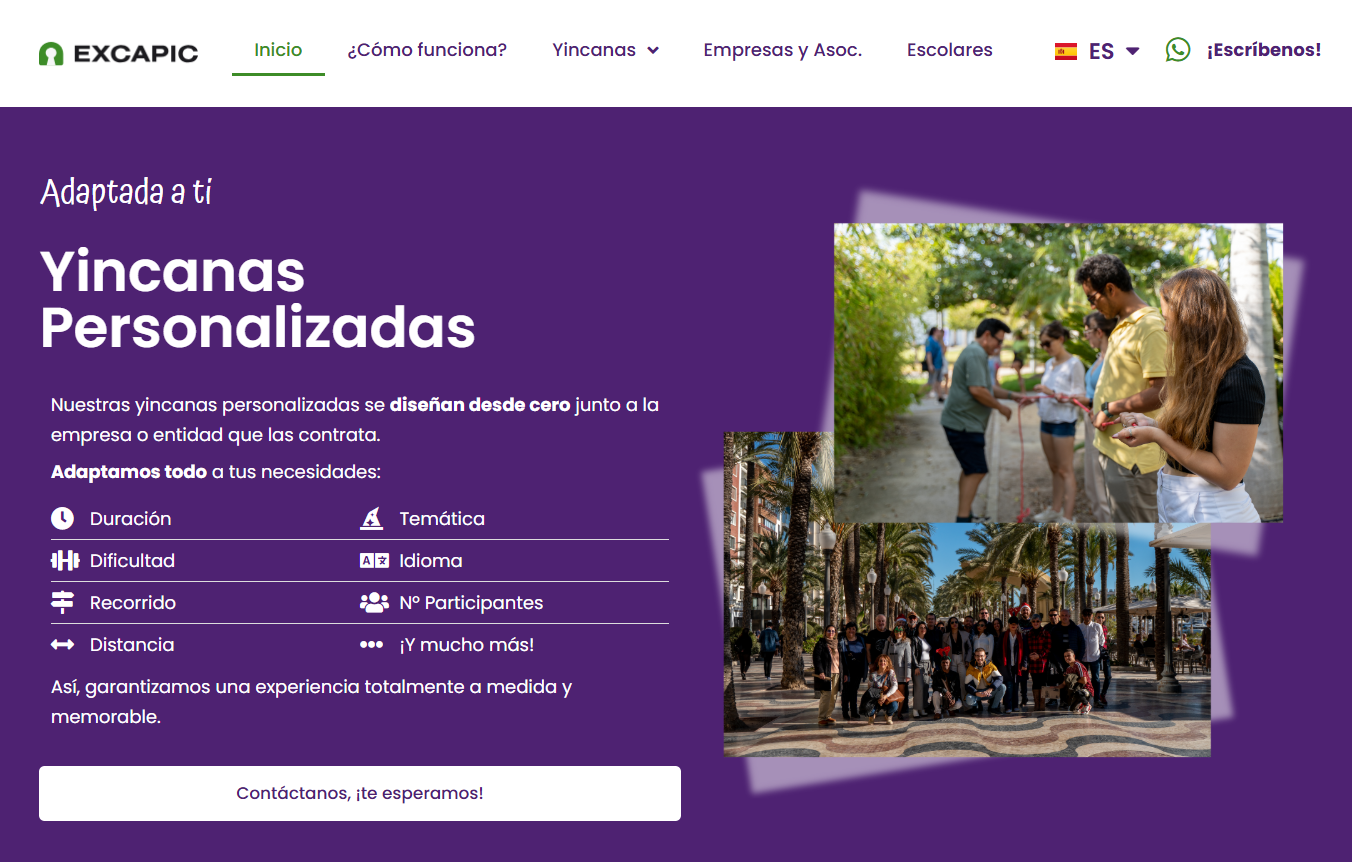 EXCAPIC
Inicio
¿Cómo funciona?
Yincanas
Empresas y Asoc.
Escolares
ES
¡Escríbenos!
Adaptada a ti
Yincanas
Personalizadas
Nuestras yincanas personalizadas se diseñan desde cero junto a la
empresa o entidad que las contrata.
Adaptamos todo a tus necesidades:
Duración
Temática
Dificultad
Idioma
Recorrido
Nº Participantes
Distancia
¡Y mucho más!
Así, garantizamos una experiencia totalmente a medida y
memorable.
Contáctanos, ¡te esperamos!